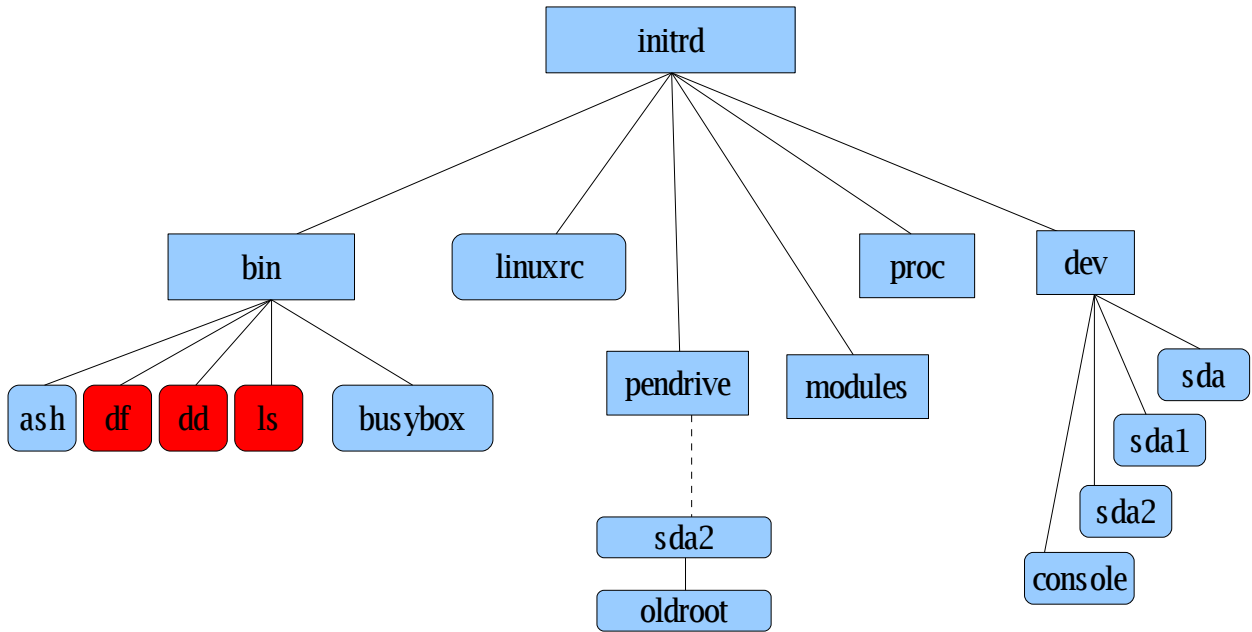 initrd
bin
linuxrc
proc
dev
pendrive
modules
sda
ash
df
dd
ls
busybox
sda1
sda2
sda2
console
oldroot